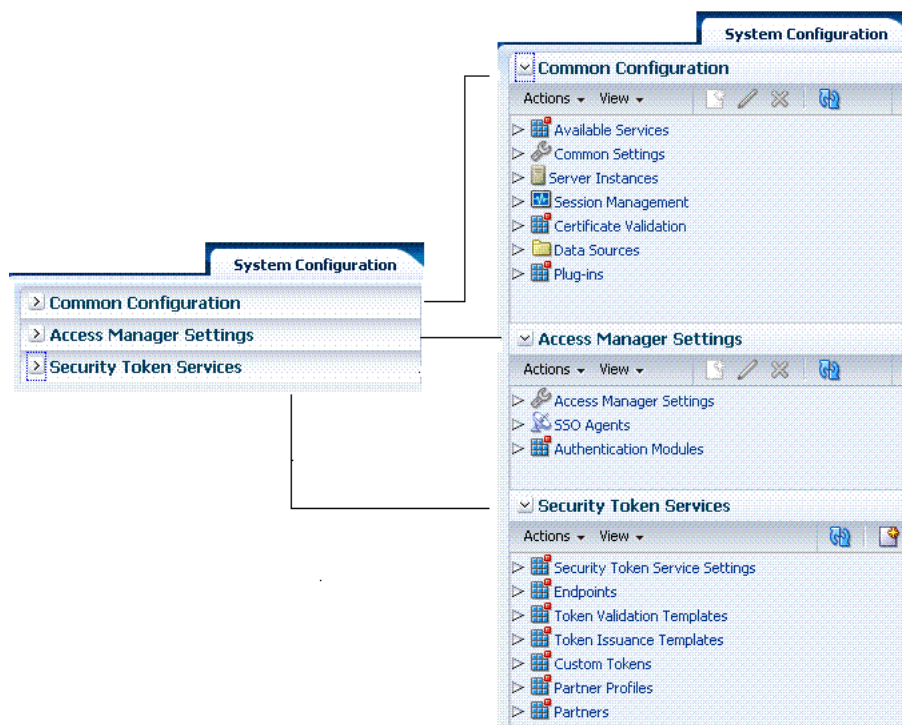 System Configuration
Common Configuration
Actions View
Available Services
Common Settings
Server Instances
Session Management
Certificate Validation
Data Sources
Plug-ins
System Configuration
Common Configuration
Access Manager Settings
Security Token Services
Access Manager Settings
Actions View
Access Manager Settings
SSO Agents
Authentication Modules
Security Token Services
Actions View
Security Token Service Settings
Endpoints
Token Validation Templates
Token Issuance Templates
Custom Tokens
Partner Profiles
Partners